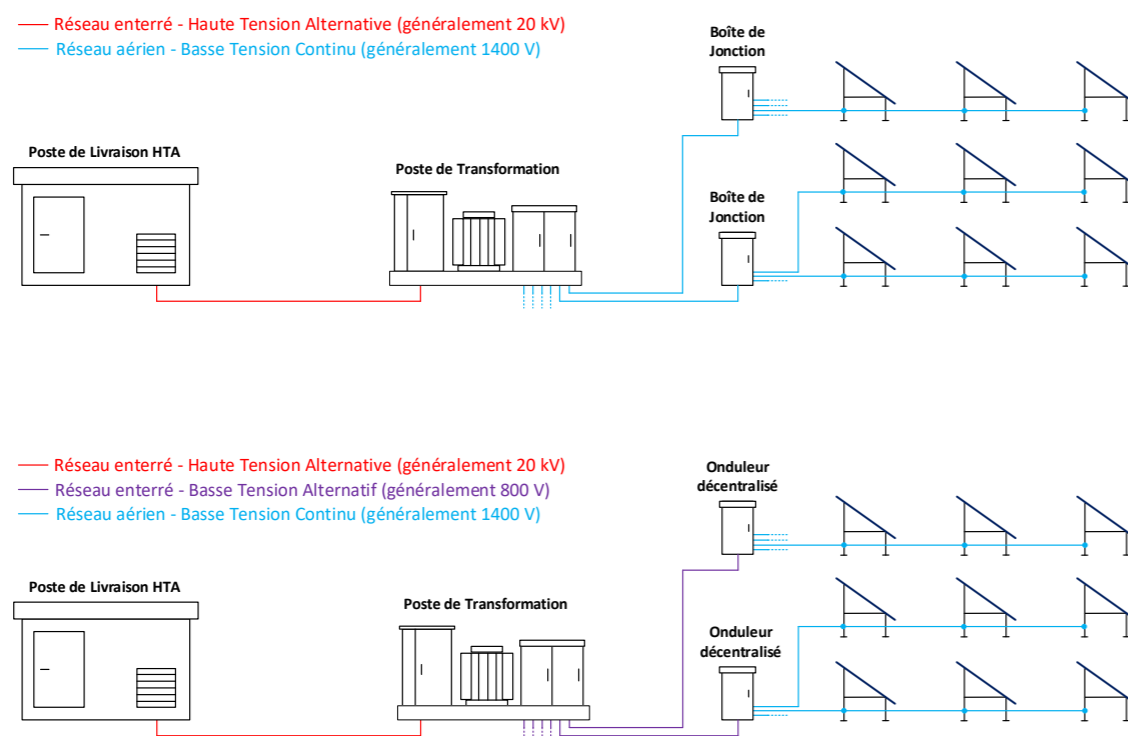 Réseau enterré - Haute Tension Alternative (généralement 20 kV)
Réseau aérien - Basse Tension Continu (généralement 1400 V)
Boîte de
Jonction
Poste de Livraison HTA
Poste de Transformation
Boîte de
Jonction
Réseau enterré - Haute Tension Alternative (généralement 20 kV)
Réseau enterré - Basse Tension Alternatif (généralement 800 V)
Réseau aérien - Basse Tension Continu (généralement 1400 V)
Onduleur
décentralisé
Poste de Livraison HTA
Poste de Transformation
Onduleur
décentralisé